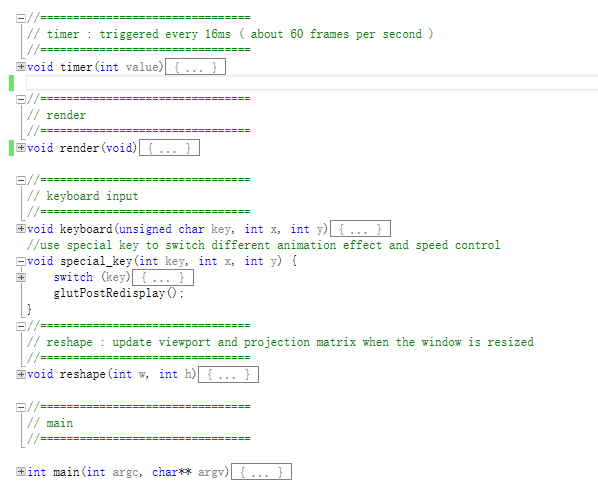 //================================
// timer : triggered every 16ms ( about 60 frames per second )
//================================
void timer(int value) { ... }
//================================
// render
//================================
void render(void) { ... }
//================================
// keyboard input
//================================
void keyboard(unsigned char key, int x, int y) { ... }
//use special key to switch different animation effect and speed control
void special_key(int key, int x, int y) {
switch (key) { ... }
glutPostRedisplay();
}
//================================
// reshape : update viewport and projection matrix when the window is resized
//================================
void reshape(int w, int h) { ... }
//================================
// main
//================================
int main(int argc, char** argv) { ... }